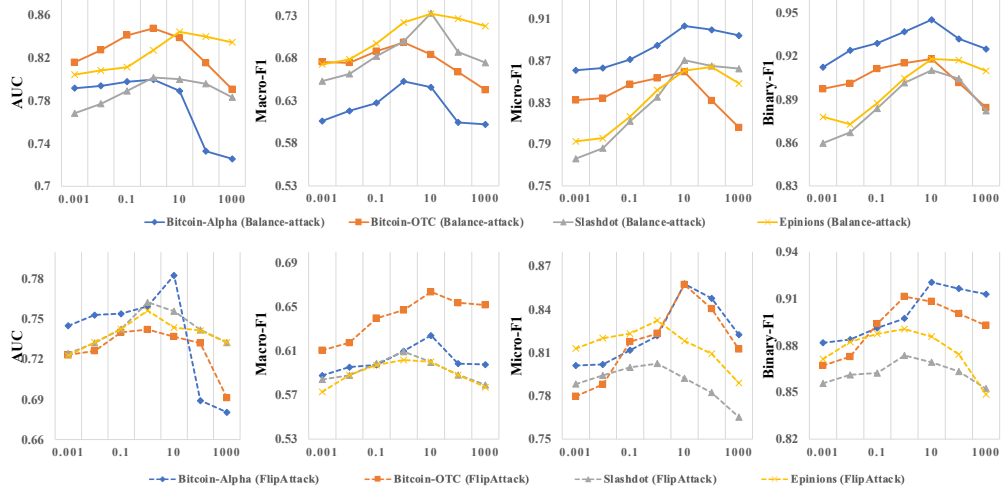 AUC
0.86
0.82
0.78
0.74
0.7
0.001 0.1 10 1000
Macro-F1
0.73
0.68
0.63
0.58
0.53
0.001 0.1 10 1000
Micro-F1
0.91
0.87
0.83
0.79
0.75
0.001 0.1 10 1000
Binary-F1
0.95
0.92
0.89
0.86
0.83
0.001 0.1 10 1000
Bitcoin-Alpha (Balance-attack) Bitcoin-OTC (Balance-attack) Slashdot (Balance-attack) Epinions (Balance-attack)
AUC
0.78
0.75
0.72
0.69
0.66
0.001 0.1 10 1000
Macro-F1
0.69
0.65
0.61
0.57
0.53
0.001 0.1 10 1000
Micro-F1
0.87
0.84
0.81
0.78
0.75
0.001 0.1 10 1000
Binary-F1
0.94
0.91
0.88
0.85
0.82
0.001 0.1 10 1000
Bitcoin-Alpha (FlipAttack) Bitcoin-OTC (FlipAttack) Slashdot (FlipAttack) Epinions (FlipAttack)